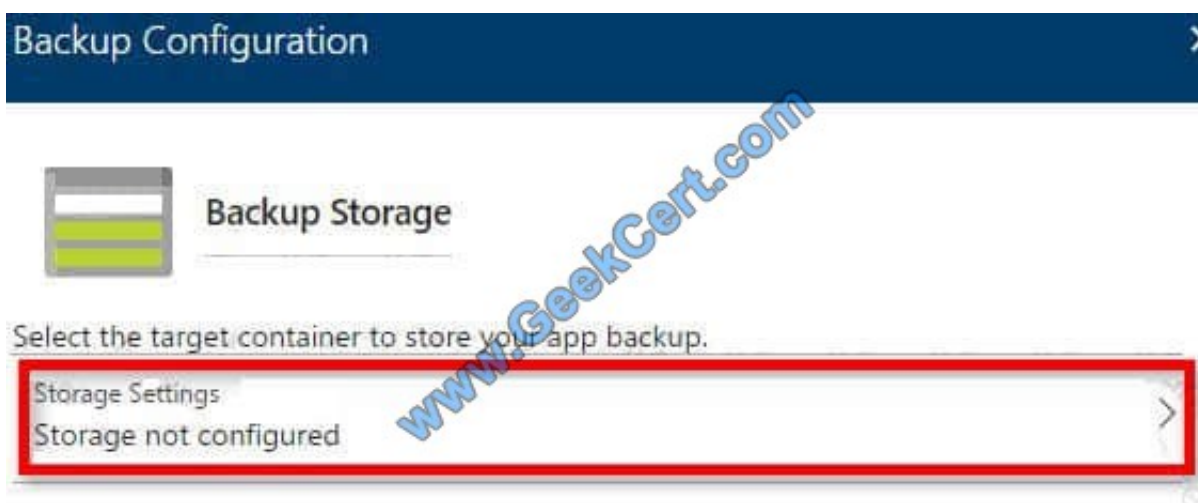 Backup Configuration
Backup Storage
Select the target container to store your app backup.
Storage Settings
Storage not configured
www.GeekCert.com